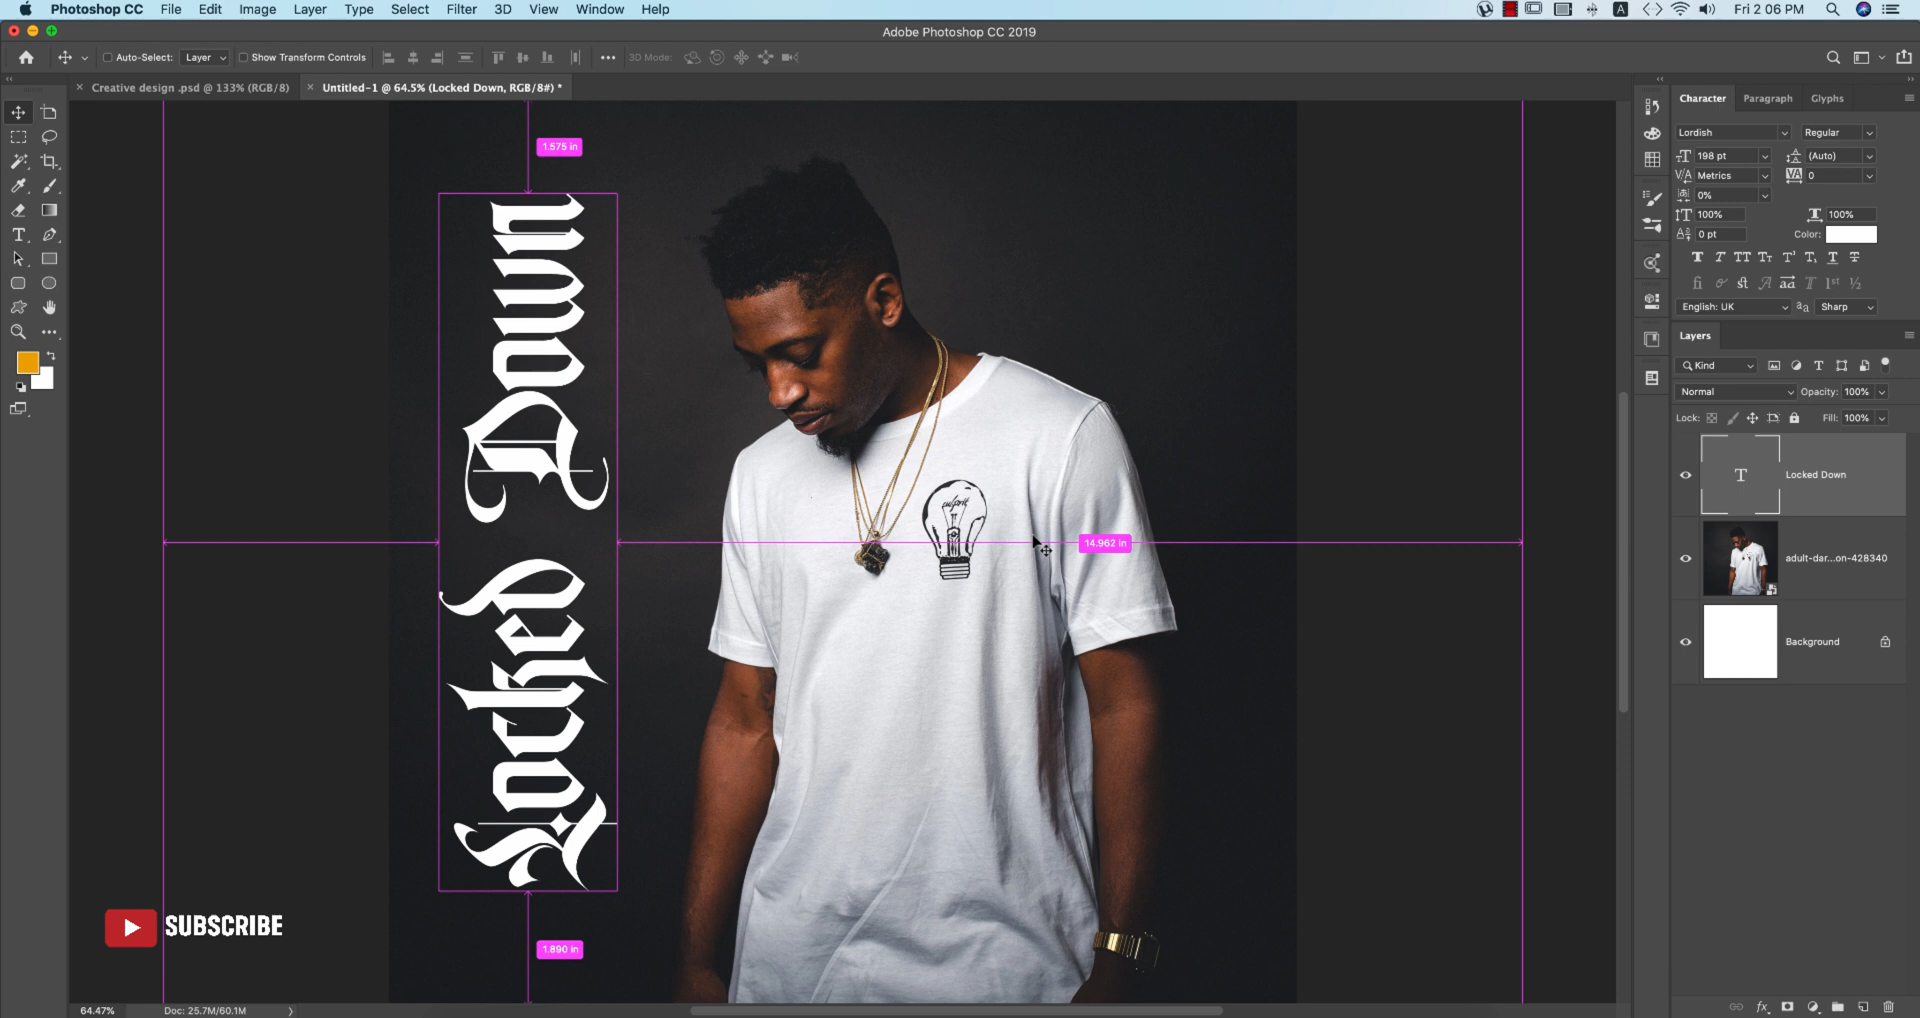 Photoshop CC File Edit Image Layer Type Select Filter 3D View Window Help
A Fri 2 06 PM
Adobe Photoshop CC 2019
Auto-Select: Layer Show Transform Controls 3D Mode:
Creative design .psd @ 133% (RGB/8)
Untitled-1 @ 64.5% (Locked Down, RGB/8#) *
Character Paragraph Glyphs
Lordish Regular
198 pt (Auto)
Metrics 0
0%
100% 100%
0 pt Color:
English: UK Sharp
Layers
Kind
Normal Opacity: 100%
Lock: Fill: 100%
Locked Down
adult-dar...on-428340
Background
1.575 in
Locked Down
culprit
14.962 in
1.890 in
SUBSCRIBE
64.47% Doc: 25.7M/60.1M